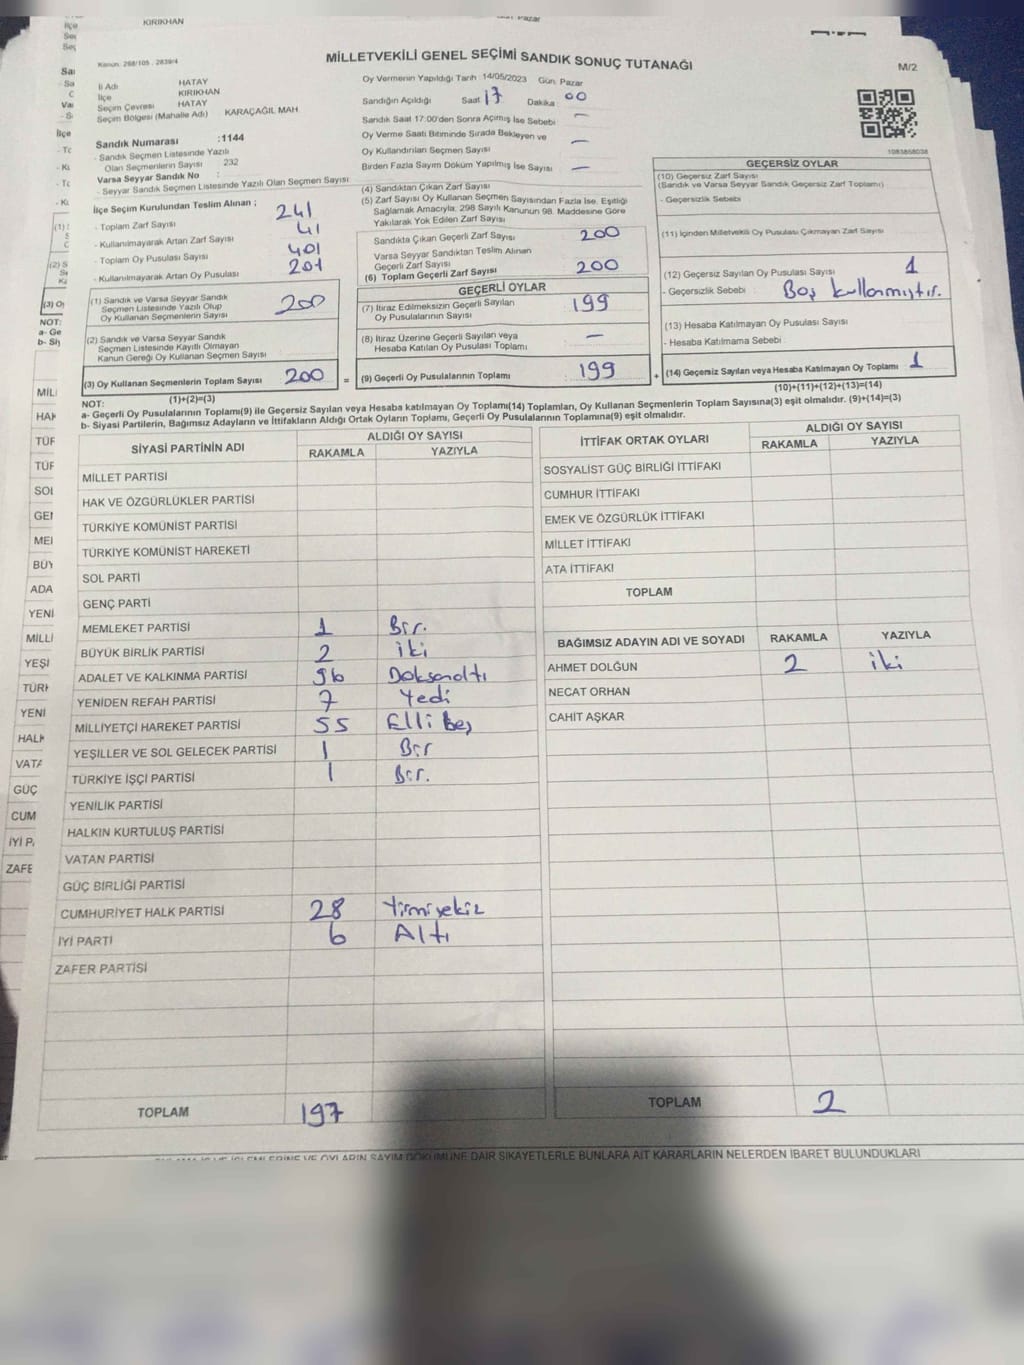 KIRIKHAN
Pazar
Kanun: 298/105 . 2839/4
MİLLETVEKİLİ GENEL SEÇİMİ SANDIK SONUÇ TUTANAĞI
M/2
İl Adı HATAY
İlçe KIRIKHAN
Seçim Çevresi HATAY
Seçim Bölgesi (Mahalle Adı) KARAÇAĞIL MAH
Sandık Numarası :1144
- Sandık Seçmen Listesinde Yazılı
Olan Seçmenlerin Sayısı : 232
Varsa Seyyar Sandık No :
- Seyyar Sandık Seçmen Listesinde Yazılı Olan Seçmen Sayısı :
İlçe Seçim Kurulundan Teslim Alınan ;
- Toplam Zarf Sayısı 241
- Kullanılmayarak Artan Zarf Sayısı 41
- Toplam Oy Pusulası Sayısı 401
- Kullanılmayarak Artan Oy Pusulası 201
(1) Sandık ve Varsa Seyyar Sandık
Seçmen Listesinde Yazılı Olup
Oy Kullanan Seçmenlerin Sayısı 200
(2) Sandık ve Varsa Seyyar Sandık
Seçmen Listesinde Kayıtlı Olmayan
Kanun Gereği Oy Kullanan Seçmen Sayısı :
(3) Oy Kullanan Seçmenlerin Toplam Sayısı 200 =
(1)+(2)=(3)
Oy Vermenin Yapıldığı Tarih :14/05/2023 Gün: Pazar
Sandığın Açıldığı Saat : 17 Dakika : 00
Sandık Saat 17:00'den Sonra Açılmış İse Sebebi : —
Oy Verme Saati Bitiminde Sırada Bekleyen ve
Oy Kullandırılan Seçmen Sayısı : —
Birden Fazla Sayım Döküm Yapılmış İse Sayısı : —
(4) Sandıktan Çıkan Zarf Sayısı
(5) Zarf Sayısı Oy Kullanan Seçmen Sayısından Fazla İse, Eşitliği
Sağlamak Amacıyla, 298 Sayılı Kanunun 98. Maddesine Göre
Yakılarak Yok Edilen Zarf Sayısı
Sandıkta Çıkan Geçerli Zarf Sayısı 200
Varsa Seyyar Sandıktan Teslim Alınan
Geçerli Zarf Sayısı
(6) Toplam Geçerli Zarf Sayısı 200
GEÇERLİ OYLAR
(7) İtiraz Edilmeksizin Geçerli Sayılan
Oy Pusulalarının Sayısı : 199
(8) İtiraz Üzerine Geçerli Sayılan veya
Hesaba Katılan Oy Pusulası Toplamı : —
(9) Geçerli Oy Pusulalarının Toplamı : 199 +
1083868038
GEÇERSİZ OYLAR
(10) Geçersiz Zarf Sayısı
(Sandık ve Varsa Seyyar Sandık Geçersiz Zarf Toplamı) :
- Geçersizlik Sebebi :
(11) İçinden Milletvekili Oy Pusulası Çıkmayan Zarf Sayısı :
(12) Geçersiz Sayılan Oy Pusulası Sayısı : 1
- Geçersizlik Sebebi : Boş kullanmıştır.
(13) Hesaba Katılmayan Oy Pusulası Sayısı :
- Hesaba Katılmama Sebebi :
(14) Geçersiz Sayılan veya Hesaba Katılmayan Oy Toplamı : 1
(10)+(11)+(12)+(13)=(14)
NOT:
a- Geçerli Oy Pusulalarının Toplamı(9) ile Geçersiz Sayılan veya Hesaba katılmayan Oy Toplamı(14) Toplamları, Oy Kullanan Seçmenlerin Toplam Sayısına(3) eşit olmalıdır. (9)+(14)=(3)
b- Siyasi Partilerin, Bağımsız Adayların ve İttifakların Aldığı Ortak Oyların Toplamı, Geçerli Oy Pusulalarının Toplamına(9) eşit olmalıdır.
SİYASİ PARTİNİN ADI ALDIĞI OY SAYISI
RAKAMLA YAZIYLA
MİLLET PARTİSİ
HAK VE ÖZGÜRLÜKLER PARTİSİ
TÜRKİYE KOMÜNİST PARTİSİ
TÜRKİYE KOMÜNİST HAREKETİ
SOL PARTİ
GENÇ PARTİ
MEMLEKET PARTİSİ 1 Bir.
BÜYÜK BİRLİK PARTİSİ 2 iki
ADALET VE KALKINMA PARTİSİ 96 Doksanaltı
YENİDEN REFAH PARTİSİ 7 Yedi
MİLLİYETÇİ HAREKET PARTİSİ 55 Elli beş
YEŞİLLER VE SOL GELECEK PARTİSİ 1 Bir
TÜRKİYE İŞÇİ PARTİSİ 1 Bir.
YENİLİK PARTİSİ
HALKIN KURTULUŞ PARTİSİ
VATAN PARTİSİ
GÜÇ BİRLİĞİ PARTİSİ
CUMHURİYET HALK PARTİSİ 28 Yirmisekiz
İYİ PARTİ 6 Altı
ZAFER PARTİSİ
TOPLAM 197
İTTİFAK ORTAK OYLARI ALDIĞI OY SAYISI
RAKAMLA YAZIYLA
SOSYALİST GÜÇ BİRLİĞİ İTTİFAKI
CUMHUR İTTİFAKI
EMEK VE ÖZGÜRLÜK İTTİFAKI
MİLLET İTTİFAKI
ATA İTTİFAKI
TOPLAM
BAĞIMSIZ ADAYIN ADI VE SOYADI RAKAMLA YAZIYLA
AHMET DOLĞUN 2 iki
NECAT ORHAN
CAHİT AŞKAR
TOPLAM 2
OYLARIN SAYIM DÖKÜMÜNE DAİR ŞİKAYETLERLE BUNLARA AİT KARARLARIN NELERDEN İBARET BULUNDUKLARI